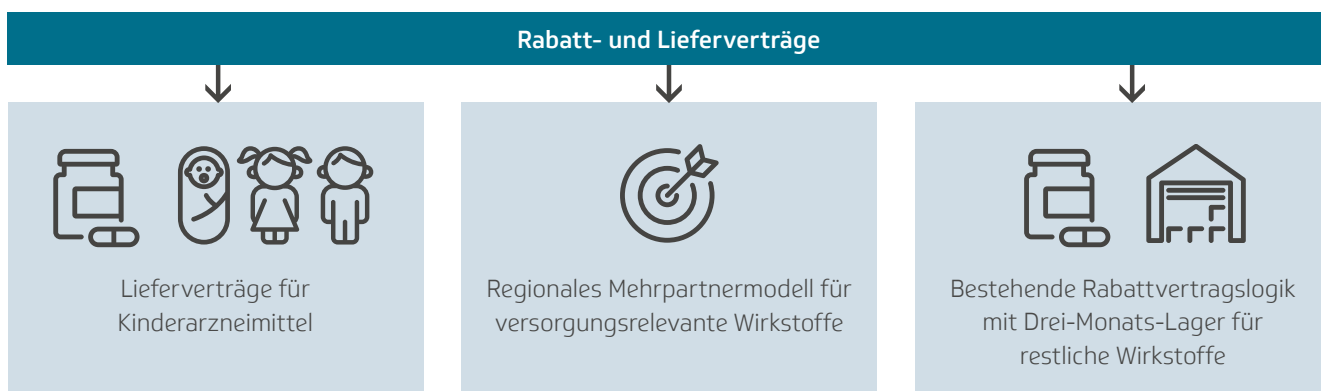 Rabatt- und Lieferverträge
Lieferverträge für
Kinderarzneimittel
Regionales Mehrpartnermodell für
versorgungsrelevante Wirkstoffe
Bestehende Rabattvertragslogik
mit Drei-Monats-Lager für
restliche Wirkstoffe